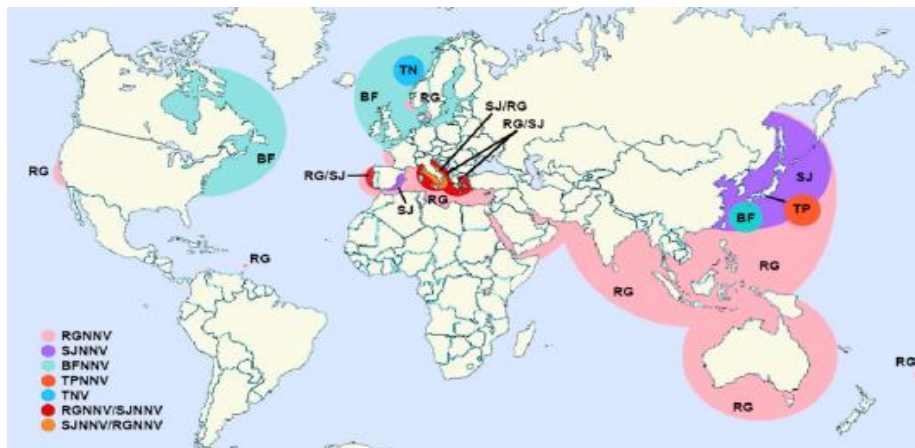 TN
BF
RG
SJ/RG
RG/SJ
BF
RG
RG/SJ
SJ
SJ
RG
BF
TP
RG
RG
RG
RG
RG
RGNNV
SJNNV
BFNNV
TPNNV
TNV
RGNNV/SJNNV
SJNNV/RGNNV